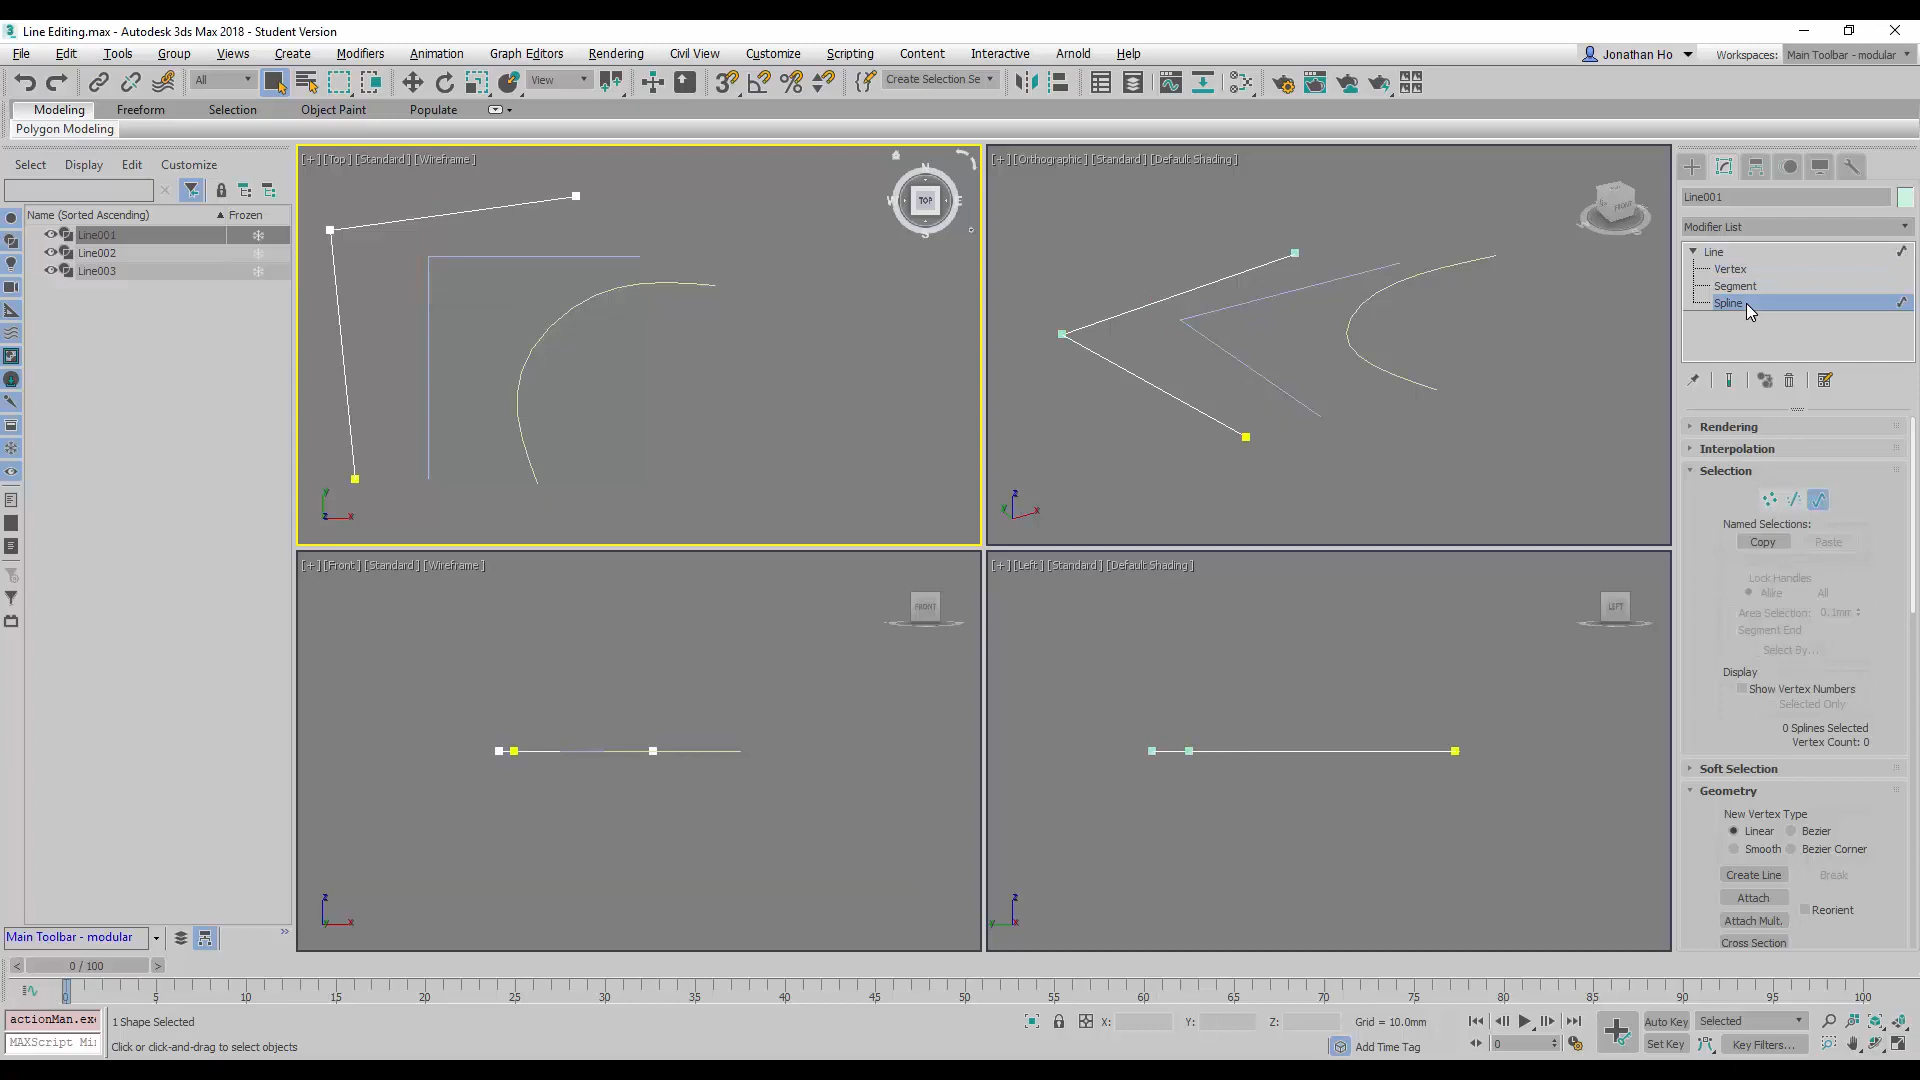 3 Line Editing.max - Autodesk 3ds Max 2018 - Student Version
File Edit Tools Group Views Create Modifiers Animation Graph Editors Rendering Civil View Customize Scripting Content Interactive Arnold Help Jonathan Ho Workspaces: Main Toolbar - modular
All View Create Selection Se
Modeling Freeform Selection Object Paint Populate
Polygon Modeling
Select Display Edit Customize
Name (Sorted Ascending) Frozen
Line001
Line002
Line003
[+] [Top] [Standard] [Wireframe]
N
W TOP E
S
y
z x
[+] [Orthographic] [Standard] [Default Shading]
FRONT
z
y x
[+] [Front] [Standard] [Wireframe]
FRONT
z
y x
[+] [Left] [Standard] [Default Shading]
LEFT
z
y x
Line001
Modifier List
Line
Vertex
Segment
Spline
Rendering
Interpolation
Selection
Named Selections:
Copy Paste
Lock Handles
Alike All
Area Selection: 0.1mm
Segment End
Select By...
Display
Show Vertex Numbers
Selected Only
0 Splines Selected
Vertex Count: 0
Soft Selection
Geometry
New Vertex Type
Linear Bezier
Smooth Bezier Corner
Create Line Break
Attach
Reorient
Attach Mult.
Cross Section
Main Toolbar - modular
< 0 / 100 >
0 5 10 15 20 25 30 35 40 45 50 55 60 65 70 75 80 85 90 95 100
actionMan.exe 1 Shape Selected X: Y: Z: Grid = 10.0mm Auto Key Selected
MAXScript Mi Click or click-and-drag to select objects Add Time Tag 0 Set Key Key Filters...